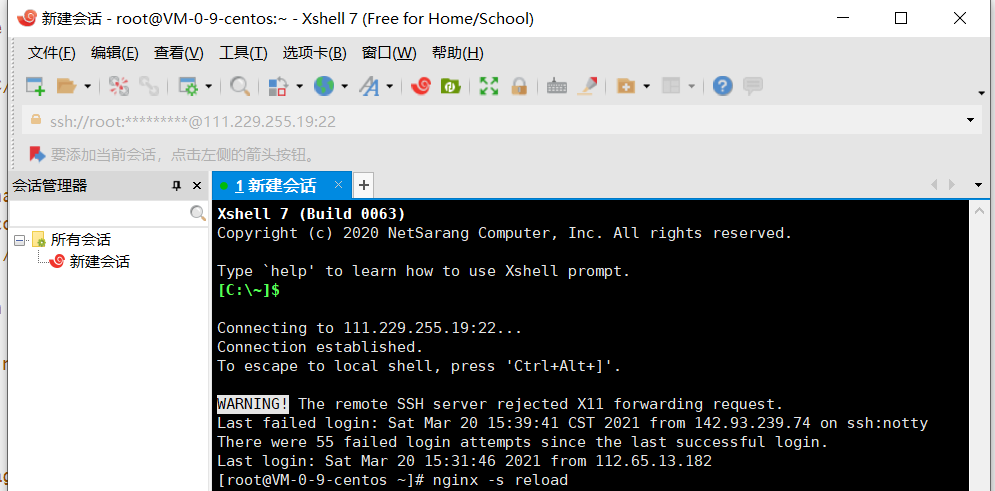 新建会话 - root@VM-0-9-centos:~ - Xshell 7 (Free for Home/School)
文件(F) 编辑(E) 查看(V) 工具(T) 选项卡(B) 窗口(W) 帮助(H)
ssh://root:*********@111.229.255.19:22
要添加当前会话，点击左侧的箭头按钮。
会话管理器
1 新建会话
所有会话
新建会话
Xshell 7 (Build 0063)
Copyright (c) 2020 NetSarang Computer, Inc. All rights reserved.
Type `help' to learn how to use Xshell prompt.
[C:\~]$
Connecting to 111.229.255.19:22...
Connection established.
To escape to local shell, press 'Ctrl+Alt+]'.
WARNING! The remote SSH server rejected X11 forwarding request.
Last failed login: Sat Mar 20 15:39:41 CST 2021 from 142.93.239.74 on ssh:notty
There were 55 failed login attempts since the last successful login.
Last login: Sat Mar 20 15:31:46 2021 from 112.65.13.182
[root@VM-0-9-centos ~]# nginx -s reload